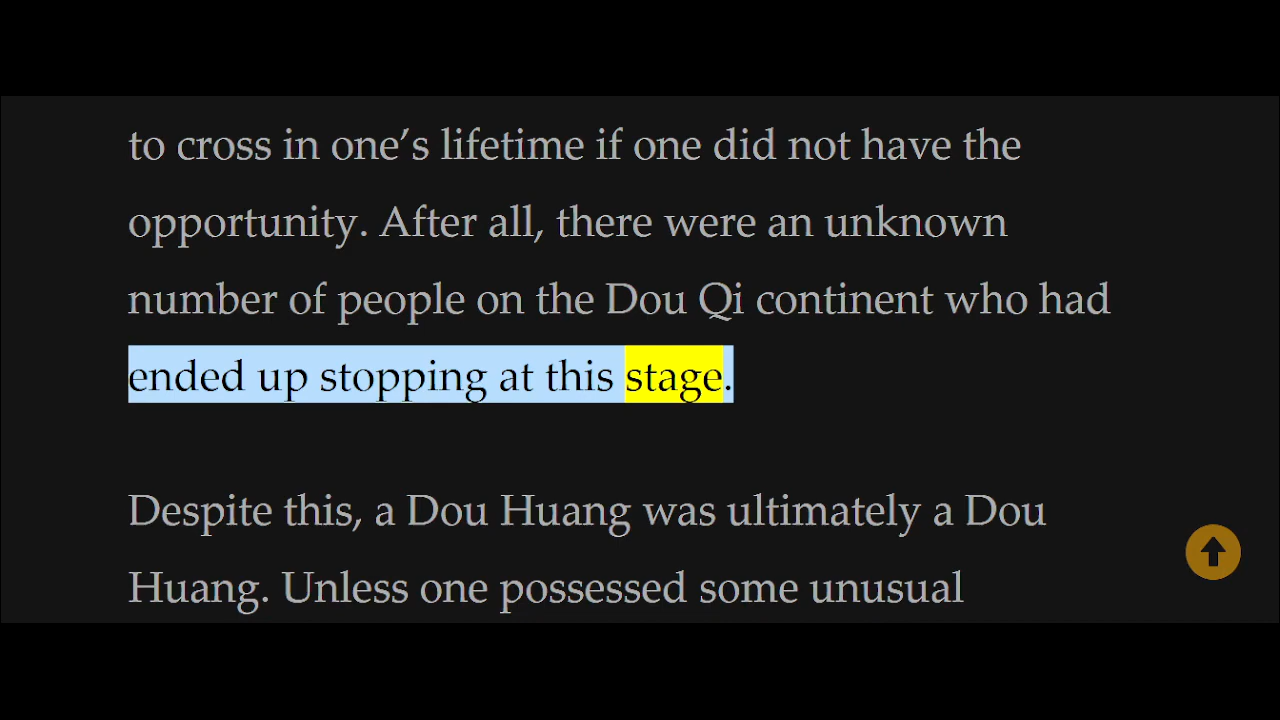 to cross in one’s lifetime if one did not have the
opportunity. After all, there were an unknown
number of people on the Dou Qi continent who had
ended up stopping at this stage.
Despite this, a Dou Huang was ultimately a Dou
Huang. Unless one possessed some unusual